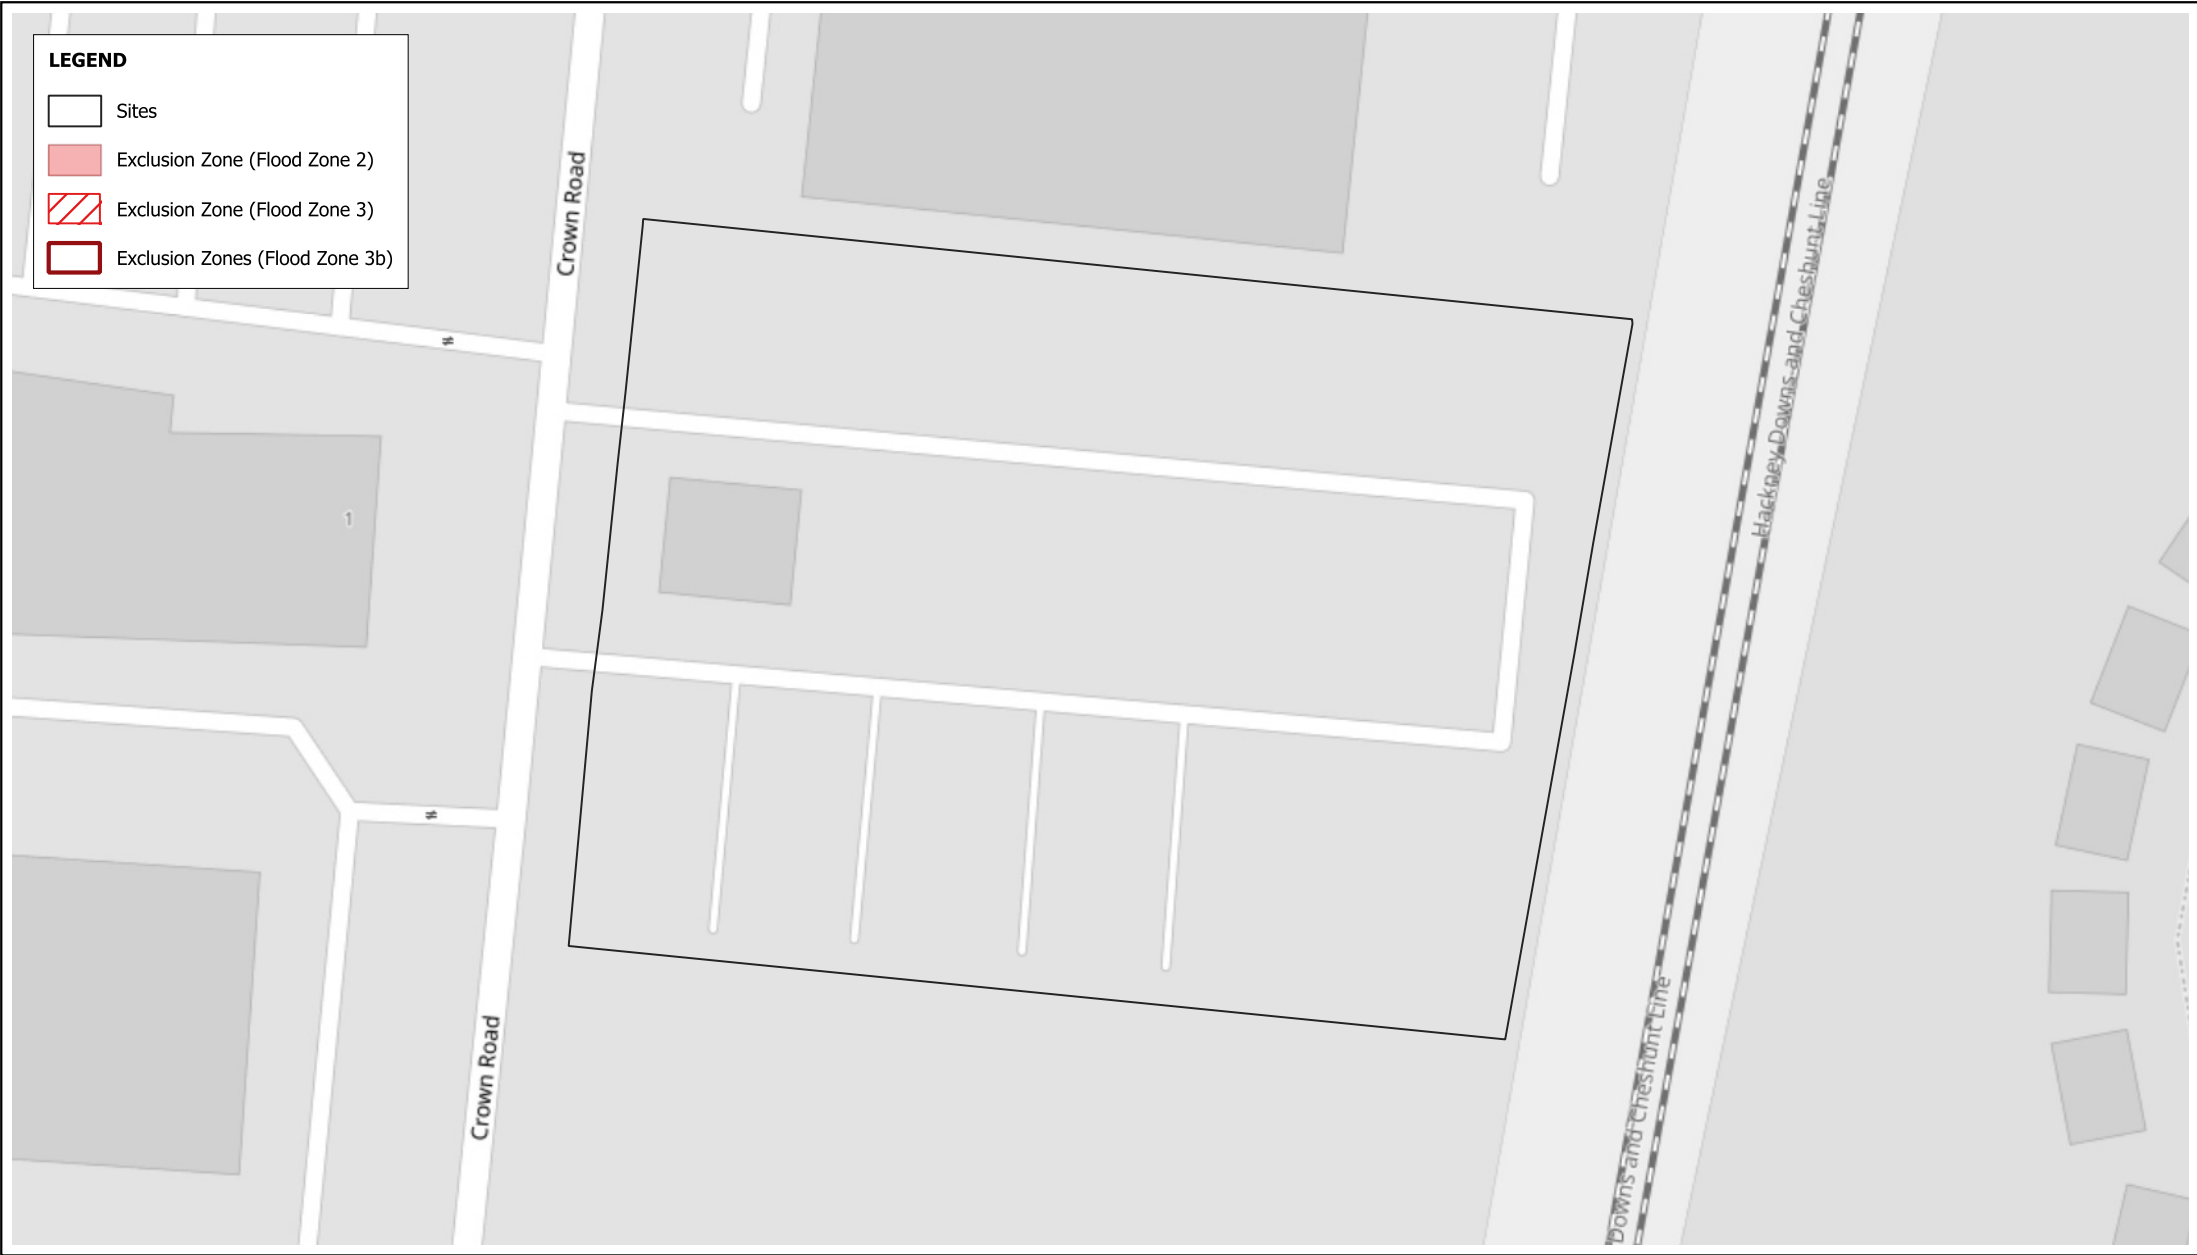 LEGEND
Sites
Exclusion Zone (Flood Zone 2)
Exclusion Zone (Flood Zone 3)
Exclusion Zones (Flood Zone 3b)
Crown Road
Hackney Downs and Cheshunt Line
1
Downs and Cheshunt Line
Crown Road